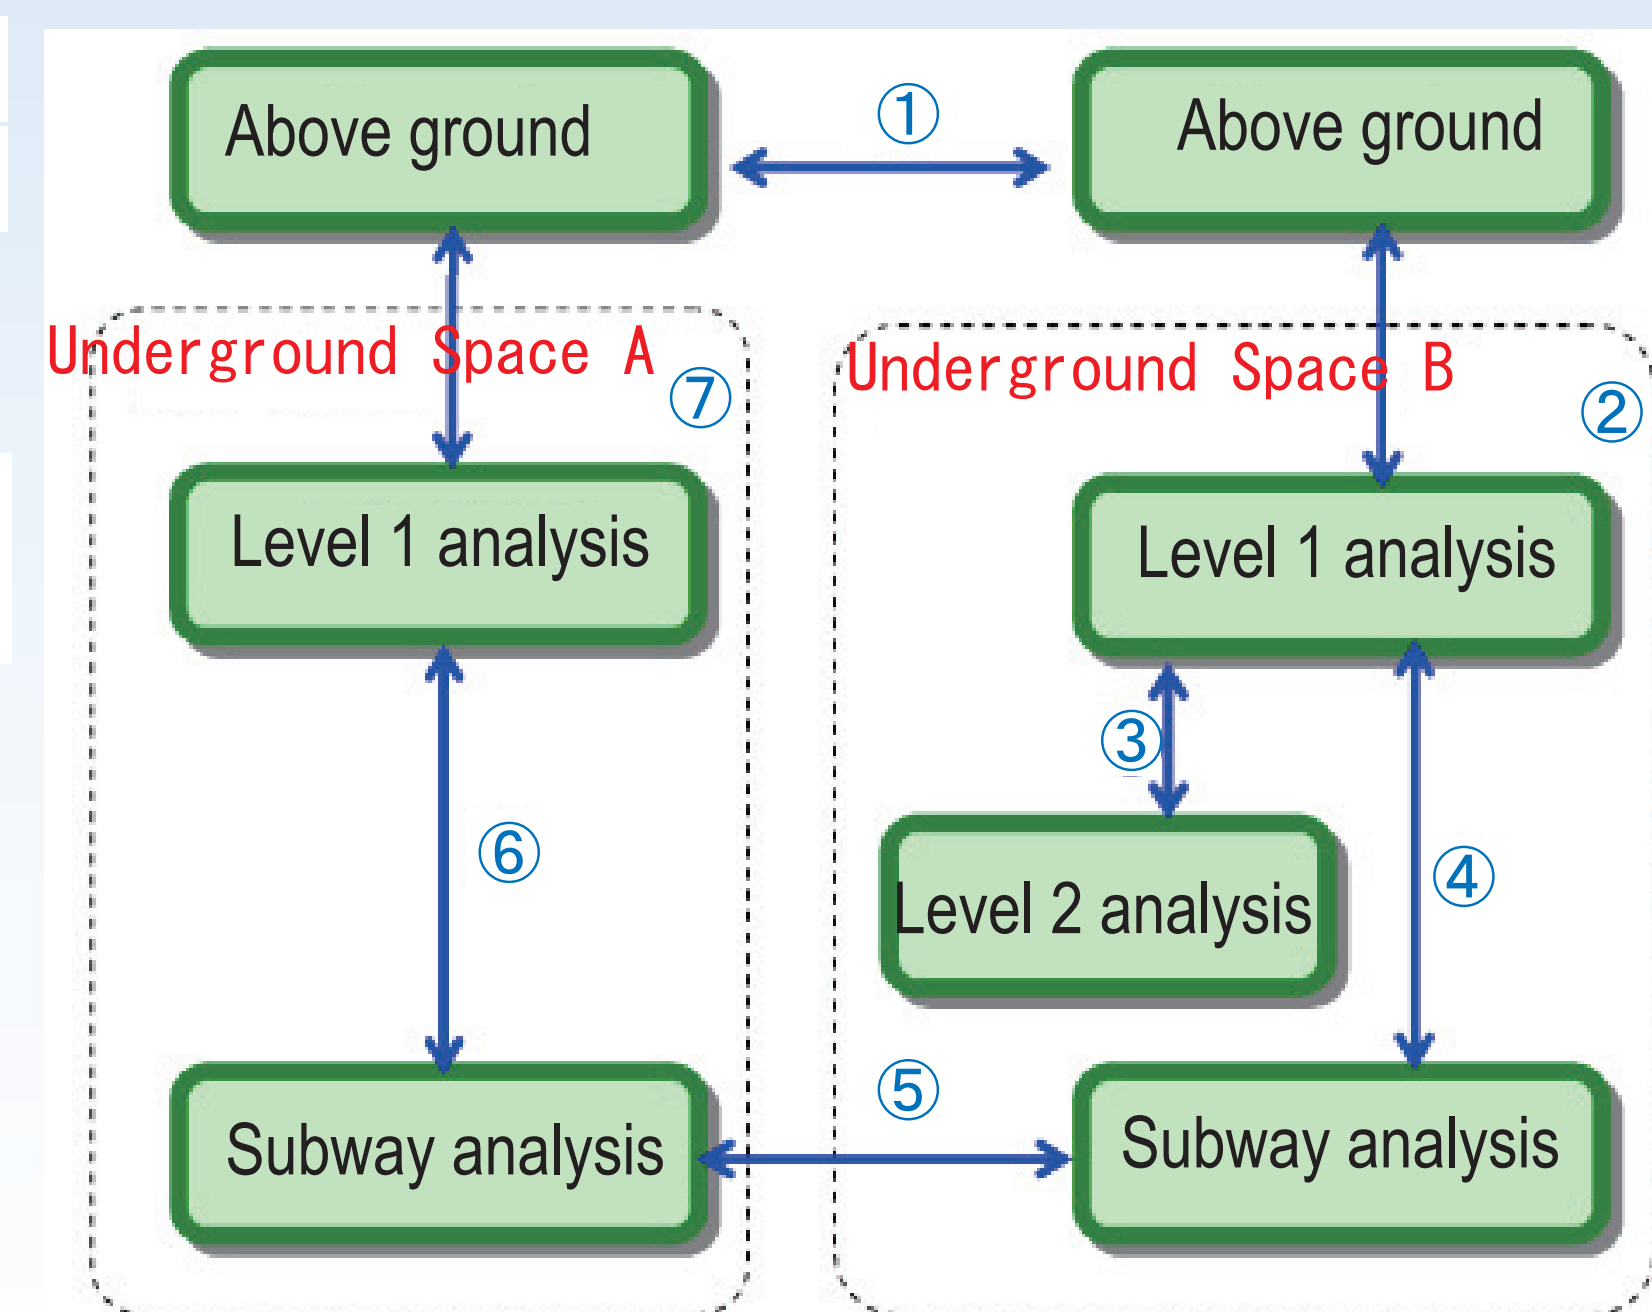 Above ground
①
Above ground
Underground Space A
⑦
Underground Space B
②
Level 1 analysis
Level 1 analysis
③
⑥
Level 2 analysis
④
⑤
Subway analysis
Subway analysis